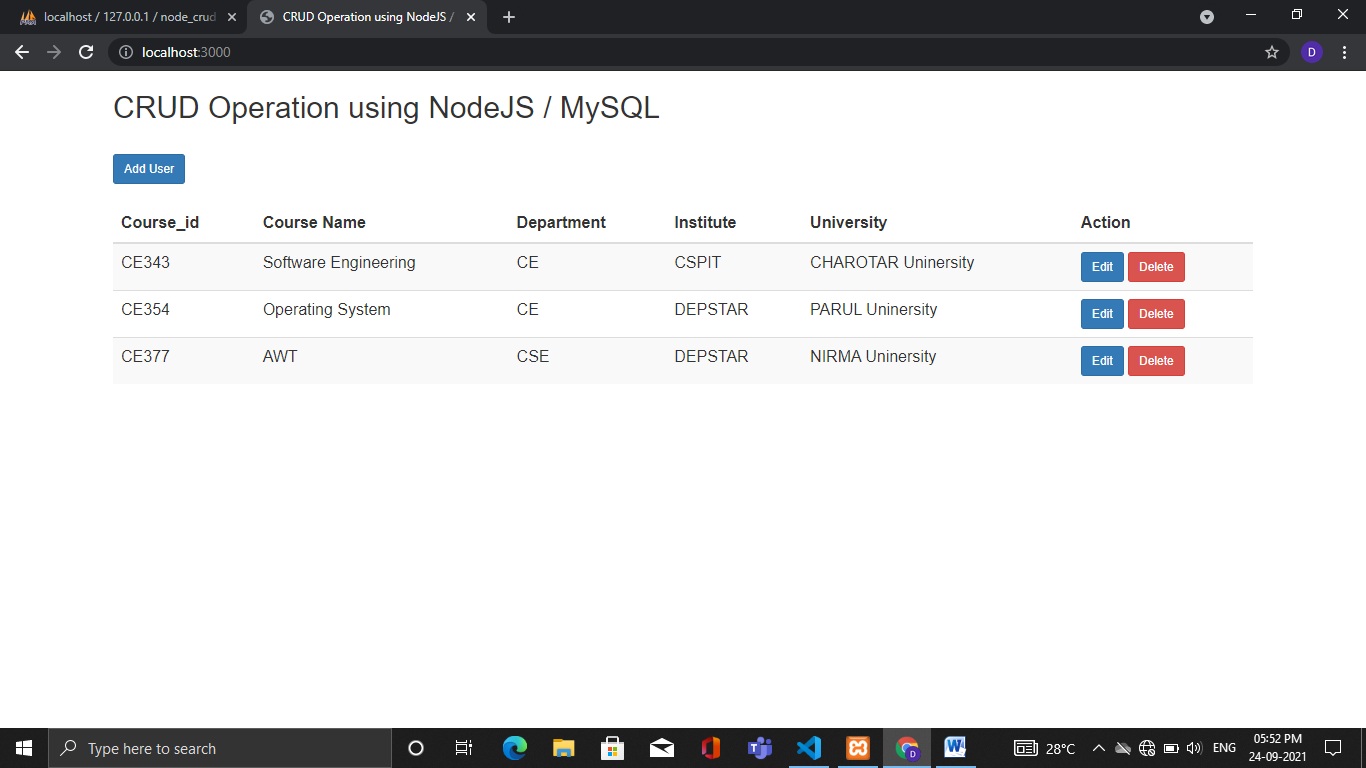 localhost / 127.0.0.1 / node_crud
CRUD Operation using NodeJS /
localhost:3000
D
CRUD Operation using NodeJS / MySQL
Add User
Course_id Course Name Department Institute University Action
CE343 Software Engineering CE CSPIT CHAROTAR Uninersity Edit Delete
CE354 Operating System CE DEPSTAR PARUL Uninersity Edit Delete
CE377 AWT CSE DEPSTAR NIRMA Uninersity Edit Delete
Type here to search
28°C
ENG
05:52 PM
24-09-2021